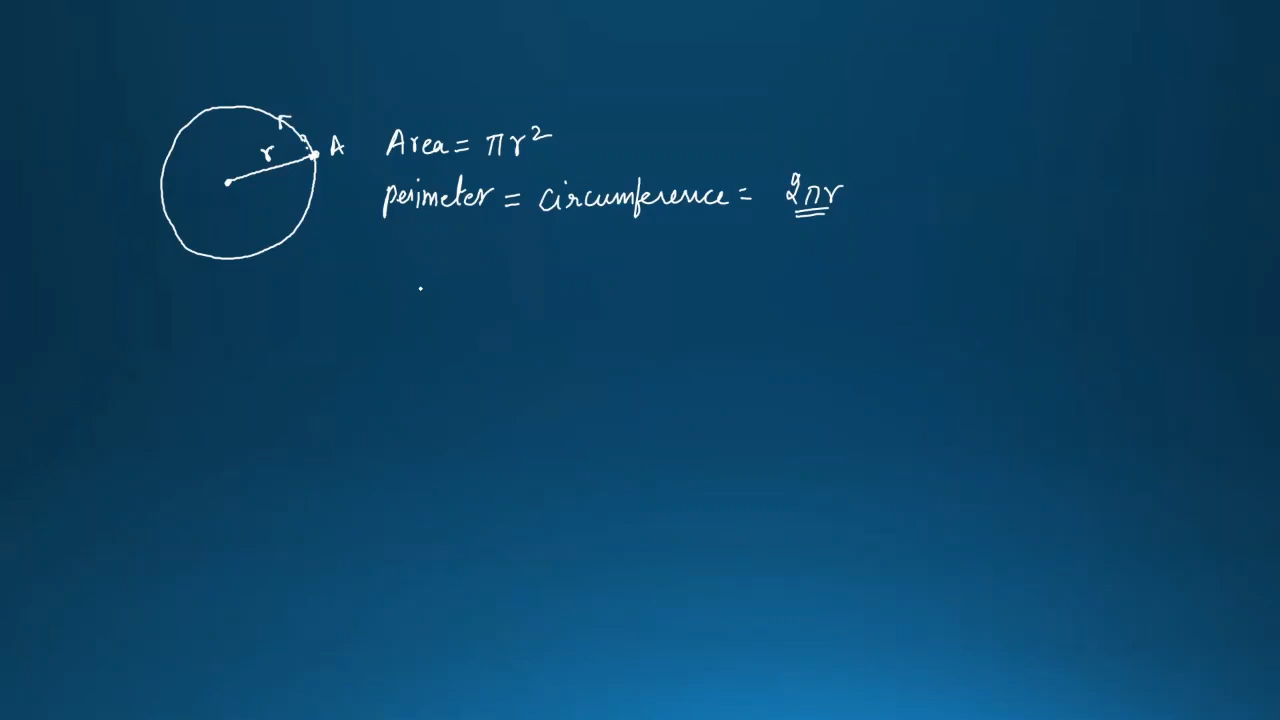 r A Area = πr²
perimeter = circumference = 2πr